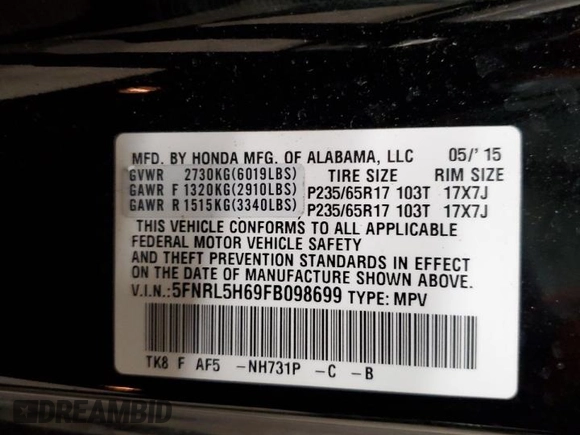 MFD. BY HONDA MFG. OF ALABAMA, LLC 05/'15
GVWR 2730KG(6019LBS) TIRE SIZE RIM SIZE
GAWR F 1320KG(2910LBS) P235/65R17 103T 17X7J
GAWR R 1515KG(3340LBS) P235/65R17 103T 17X7J
THIS VEHICLE CONFORMS TO ALL APPLICABLE
FEDERAL MOTOR VEHICLE SAFETY
AND THEFT PREVENTION STANDARDS IN EFFECT
ON THE DATE OF MANUFACTURE SHOWN ABOVE.
V.I.N.:5FNRL5H69FB098699 TYPE: MPV
TK8 F AF5 -NH731P -C -B
DREAMBID